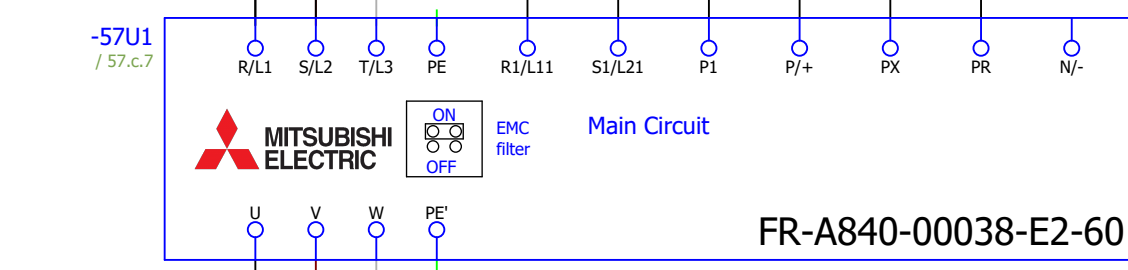 -57U1
/ 57.c.7
R/L1 S/L2 T/L3 PE R1/L11 S1/L21 P1 P/+ PX PR N/-
MITSUBISHI
ELECTRIC
ON
OFF
EMC
filter
Main Circuit
U V W PE'
FR-A840-00038-E2-60